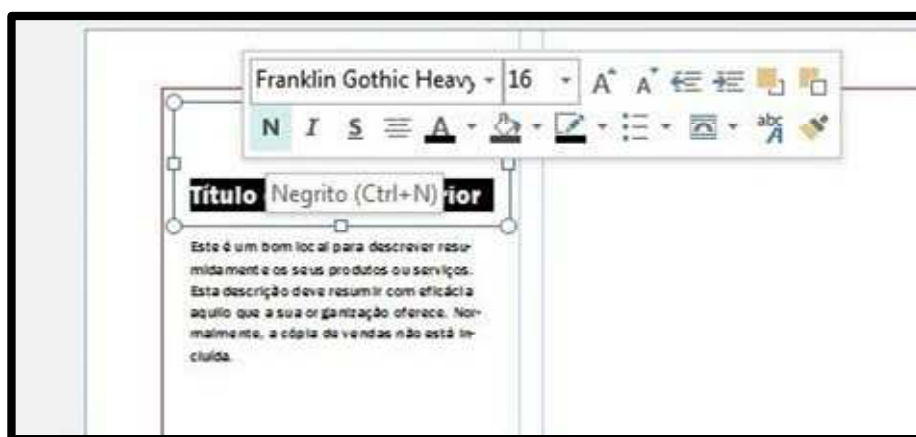 Franklin Gothic Heavy 16 A A
N I S A abc A
Título Negrito (Ctrl+N) rior
Este é um bom local para descrever resu-
midamente os seus produtos ou serviços.
Esta descrição deve resumir com eficácia
aquilo que a sua organização oferece. Nor-
malmente, a cópia de vendas não está in-
cluída.